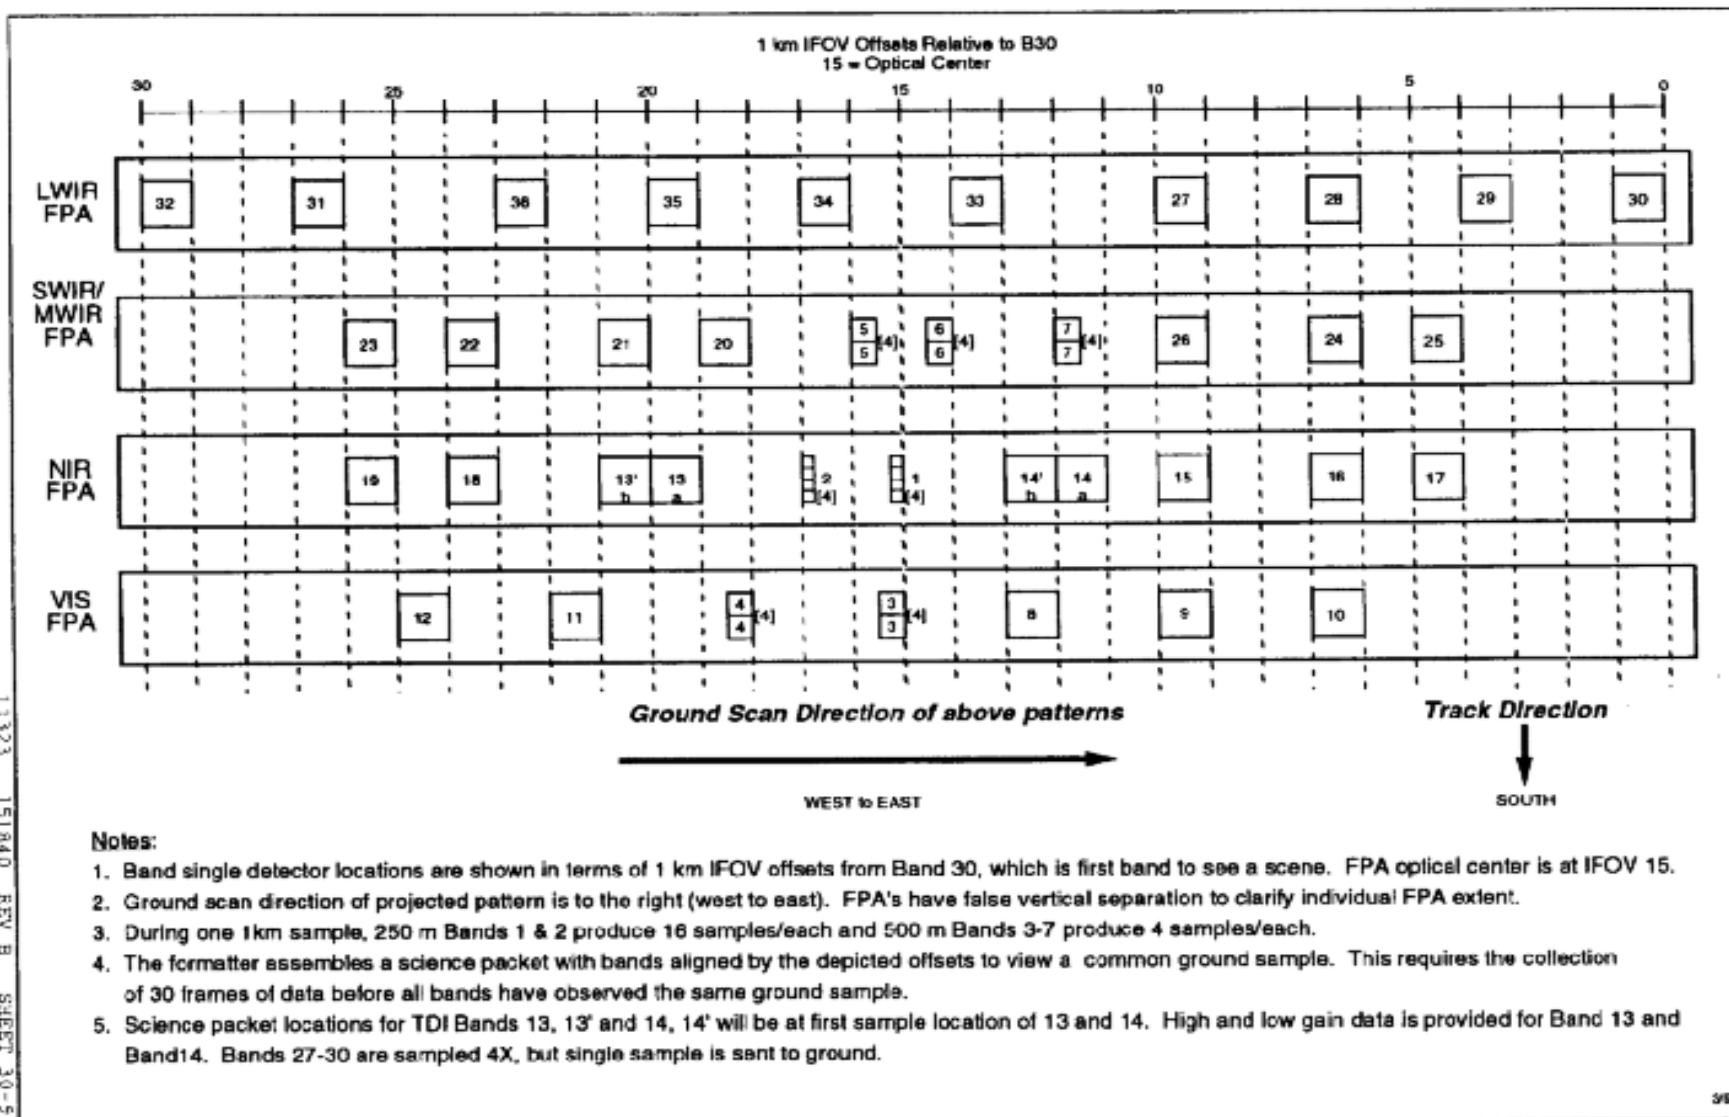 1 km IFOV Offsets Relative to B30
15 = Optical Center
30 25 20 15 10 5 0
LWIR
FPA
32 31 36 35 34 33 27 28 29 30
SWIR/
MWIR
FPA
23 22 21 20 5 5 [4] 6 6 [4] 7 7 [4] 26 24 25
NIR
FPA
19 18 13' b 13 a 2 [4] 1 [4] 14' b 14 a 15 16 17
VIS
FPA
12 11 4 4 [4] 3 3 [4] 8 9 10
Ground Scan Direction of above patterns
Track Direction
WEST to EAST
SOUTH
Notes:
1. Band single detector locations are shown in terms of 1 km IFOV offsets from Band 30, which is first band to see a scene. FPA optical center is at IFOV 15.
2. Ground scan direction of projected pattern is to the right (west to east). FPA's have false vertical separation to clarify individual FPA extent.
3. During one 1km sample, 250 m Bands 1 & 2 produce 16 samples/each and 500 m Bands 3-7 produce 4 samples/each.
4. The formatter assembles a science packet with bands aligned by the depicted offsets to view a common ground sample. This requires the collection
of 30 frames of data before all bands have observed the same ground sample.
5. Science packet locations for TDI Bands 13, 13' and 14, 14' will be at first sample location of 13 and 14. High and low gain data is provided for Band 13 and
Band14. Bands 27-30 are sampled 4X, but single sample is sent to ground.
151840 REV B SHEET 30-5